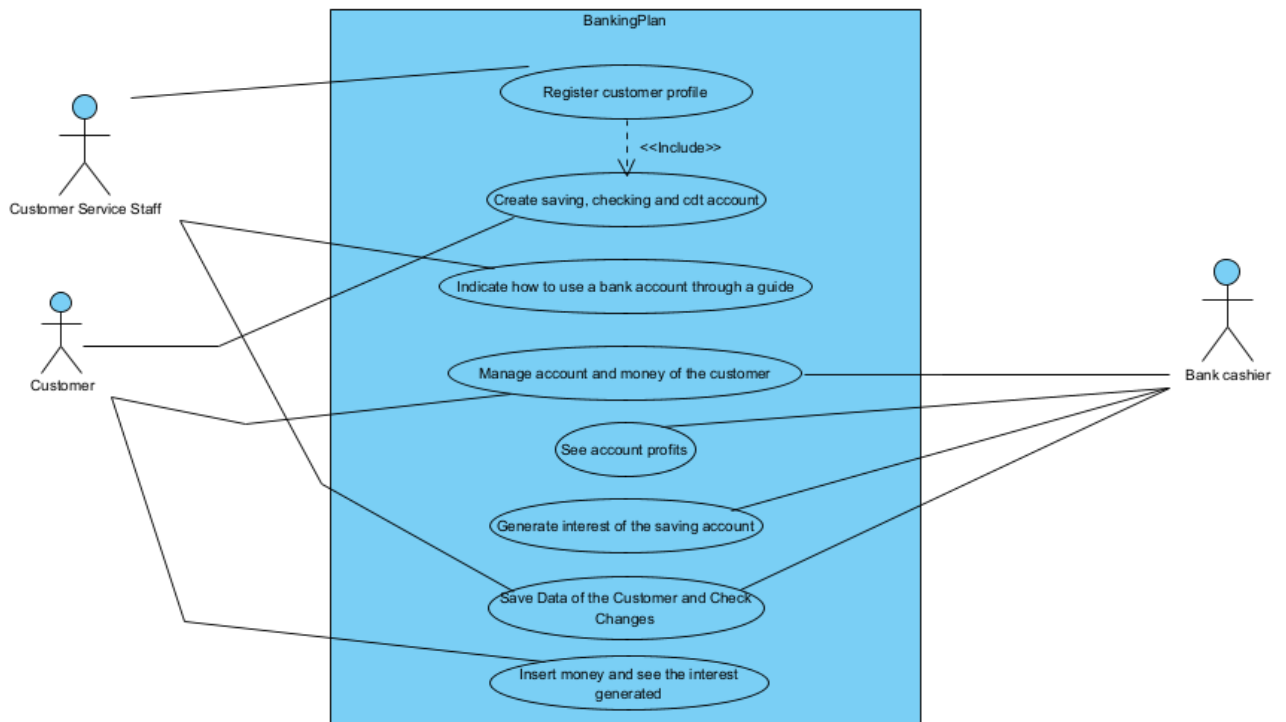 BankingPlan
Register customer profile
<<Include>>
Customer Service Staff
Create saving, checking and cdt account
Indicate how to use a bank account through a guide
Customer
Manage account and money of the customer
Bank cashier
See account profits
Generate interest of the saving account
Save Data of the Customer and Check
Changes
Insert money and see the interest
generated